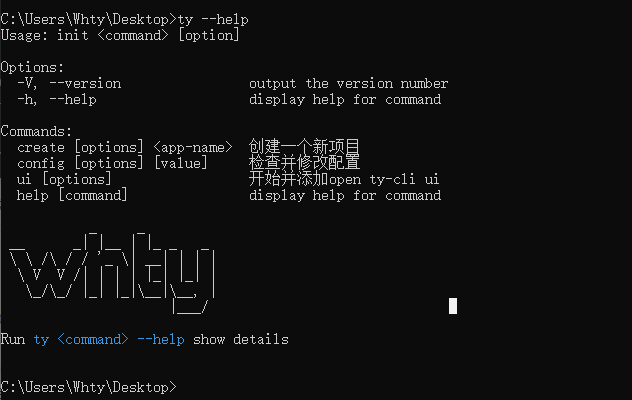 C:\Users\Whty\Desktop>ty --help
Usage: init <command> [option]
Options:
-V, --version output the version number
-h, --help display help for command
Commands:
create [options] <app-name> 创建一个新项目
config [options] [value] 检查并修改配置
ui [options] 开始并添加open ty-cli ui
help [command] display help for command
whty
Run ty <command> --help show details
C:\Users\Whty\Desktop>